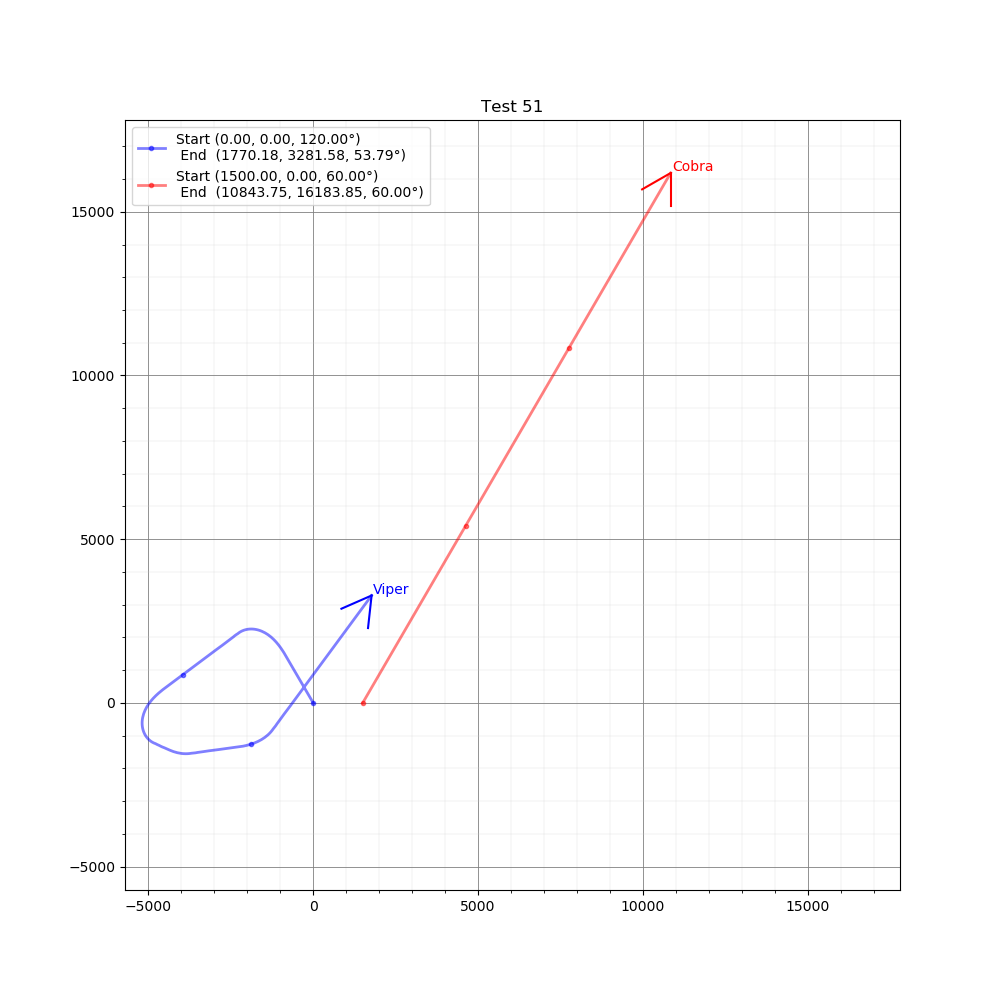 Test 51
Start (0.00, 0.00, 120.00°)
End (1770.18, 3281.58, 53.79°)
Start (1500.00, 0.00, 60.00°)
End (10843.75, 16183.85, 60.00°)
Cobra
Viper
15000
10000
5000
0
−5000
−5000 0 5000 10000 15000